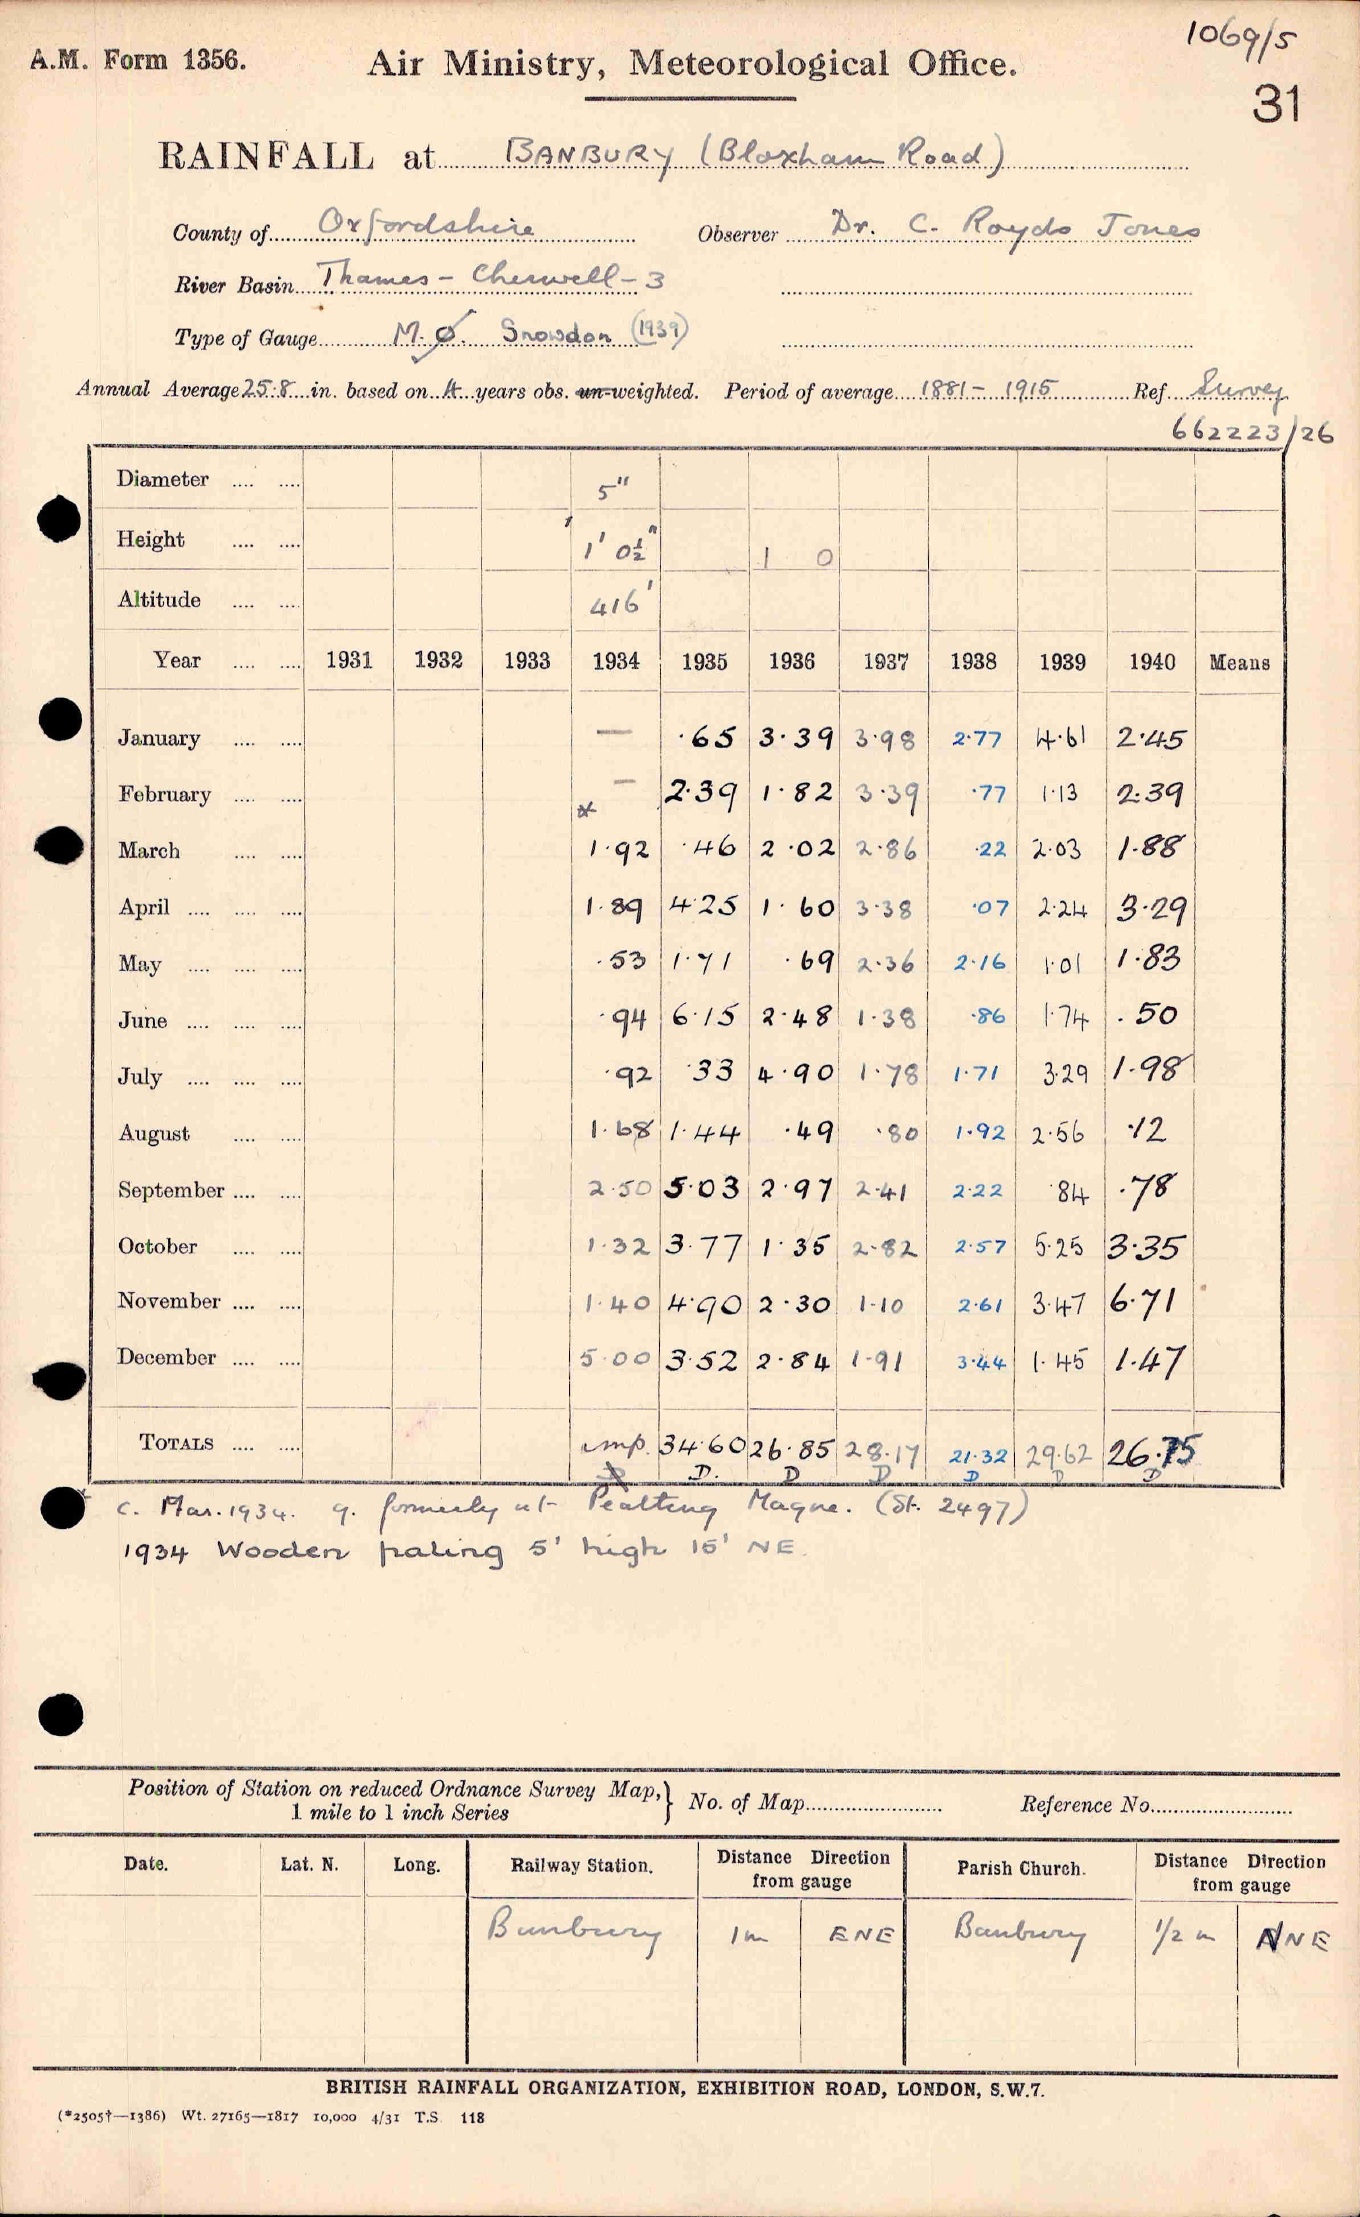 1069/5
A.M. Form 1356. Air Ministry, Meteorological Office.
31
RAINFALL at BANBURY (Bloxham Road)
County of Oxfordshire Observer Dr. C. Royds Jones
River Basin Thames - Cherwell - 3
Type of Gauge M.O. Snowdon (1939)
Annual Average 25.8 in. based on 4 years obs. un-weighted. Period of average 1881 - 1915 Ref. Survey
662223/26
Diameter .... .... 5"
Height .... .... 1' 0½" 1 0
Altitude .... .... 416'
Year .... .... 1931 1932 1933 1934 1935 1936 1937 1938 1939 1940 Means
January .... .... — ·65 3·39 3·98 2·77 4·61 2·45
February .... .... * — 2·39 1·82 3·39 ·77 1·13 2·39
March .... .... 1·92 ·46 2·02 2·86 ·22 2·03 1·88
April .... .... .... 1·89 4·25 1·60 3·38 ·07 2·24 3·29
May .... .... .... ·53 1·71 ·69 2·36 2·16 1·01 1·83
June .... .... .... ·94 6·15 2·48 1·38 ·86 1·74 ·50
July .... .... .... ·92 ·33 4·90 1·78 1·71 3·29 1·98
August .... .... 1·68 1·44 ·49 ·80 1·92 2·56 ·12
September .... .... 2·50 5·03 2·97 2·41 2·22 ·84 ·78
October .... .... 1·32 3·77 1·35 2·82 2·57 5·25 3·35
November .... .... 1·40 4·90 2·30 1·10 2·61 3·47 6·71
December .... .... 5·00 3·52 2·84 1·91 3·44 1·45 1·47
TOTALS .... .... imp. 34·60 26·85 28·17 21·32 29·62 26·75
D. D D D D D
* C. Mar. 1934. g. formerly at Peatling Magna. (St. 2497)
1934 Wooden paling 5' high 15' NE.
Position of Station on reduced Ordnance Survey Map, } No. of Map Reference No.
1 mile to 1 inch Series
Date. Lat. N. Long. Railway Station. Distance Direction from gauge Parish Church. Distance Direction from gauge
Banbury 1m ENE Banbury 1/2 m NNE
BRITISH RAINFALL ORGANIZATION, EXHIBITION ROAD, LONDON, S.W.7.
(*2505†—1386) Wt. 27165—1817 10,000 4/31 T.S. 118